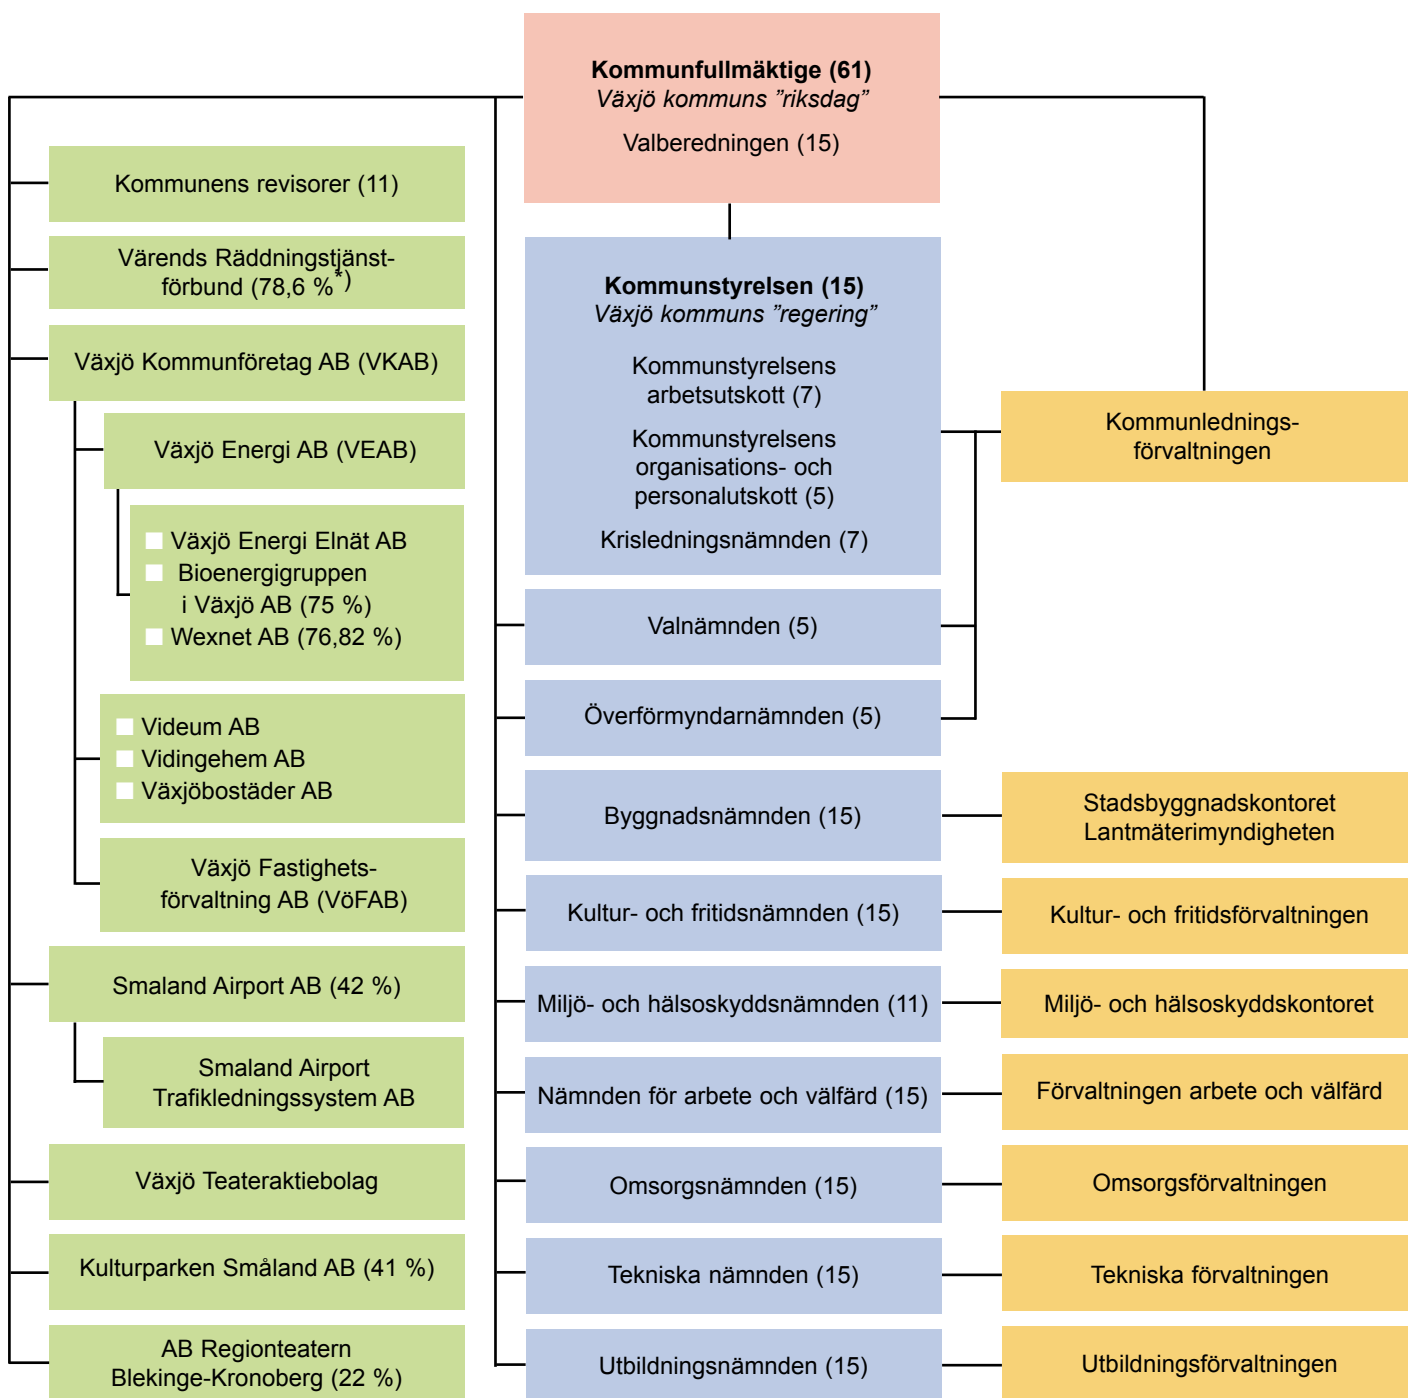 Kommunfullmäktige (61)
Växjö kommuns ”riksdag”
Valberedningen (15)
Kommunens revisorer (11)
Värends Räddningstjänst-
förbund (78,6 %*)
Växjö Kommunföretag AB (VKAB)
Växjö Energi AB (VEAB)
Växjö Energi Elnät AB
Bioenergigruppen
i Växjö AB (75 %)
Wexnet AB (76,82 %)
Videum AB
Vidingehem AB
Växjöbostäder AB
Växjö Fastighets-
förvaltning AB (VöFAB)
Smaland Airport AB (42 %)
Smaland Airport
Trafikledningssystem AB
Växjö Teateraktiebolag
Kulturparken Småland AB (41 %)
AB Regionteatern
Blekinge-Kronoberg (22 %)
Kommunstyrelsen (15)
Växjö kommuns ”regering”
Kommunstyrelsens
arbetsutskott (7)
Kommunstyrelsens
organisations- och
personalutskott (5)
Krisledningsnämnden (7)
Valnämnden (5)
Överförmyndarnämnden (5)
Byggnadsnämnden (15)
Kultur- och fritidsnämnden (15)
Miljö- och hälsoskyddsnämnden (11)
Nämnden för arbete och välfärd (15)
Omsorgsnämnden (15)
Tekniska nämnden (15)
Utbildningsnämnden (15)
Kommunlednings-
förvaltningen
Stadsbyggnadskontoret
Lantmäterimyndigheten
Kultur- och fritidsförvaltningen
Miljö- och hälsoskyddskontoret
Förvaltningen arbete och välfärd
Omsorgsförvaltningen
Tekniska förvaltningen
Utbildningsförvaltningen